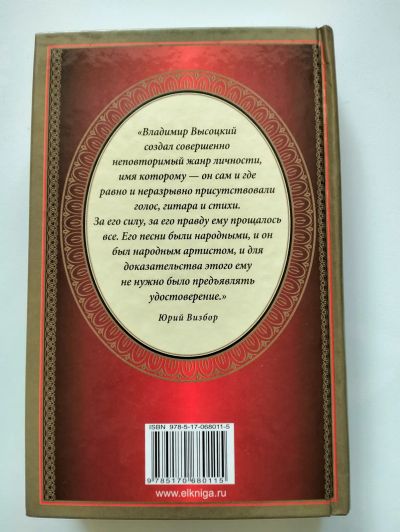 «Владимир Высоцкий
создал совершенно
неповторимый жанр личности,
имя которому — он сам и где
равно и неразрывно присутствовали
голос, гитара и стихи.
За его силу, за его правду ему прощалось
все. Его песни были народными, и он
был народным артистом, и для
доказательства этого ему
не нужно было предъявлять
удостоверение.»
Юрий Визбор
ISBN 978-5-17-068011-5
9 785170 680115
www.elkniga.ru